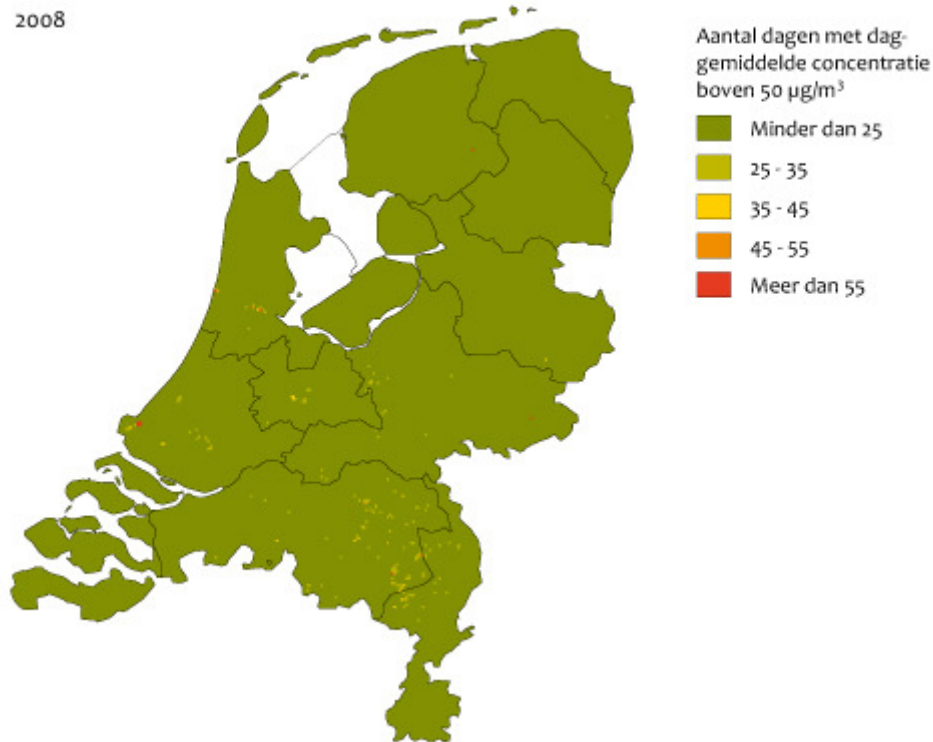 2008
Aantal dagen met dag-
gemiddelde concentratie
boven 50 µg/m³
Minder dan 25
25 - 35
35 - 45
45 - 55
Meer dan 55